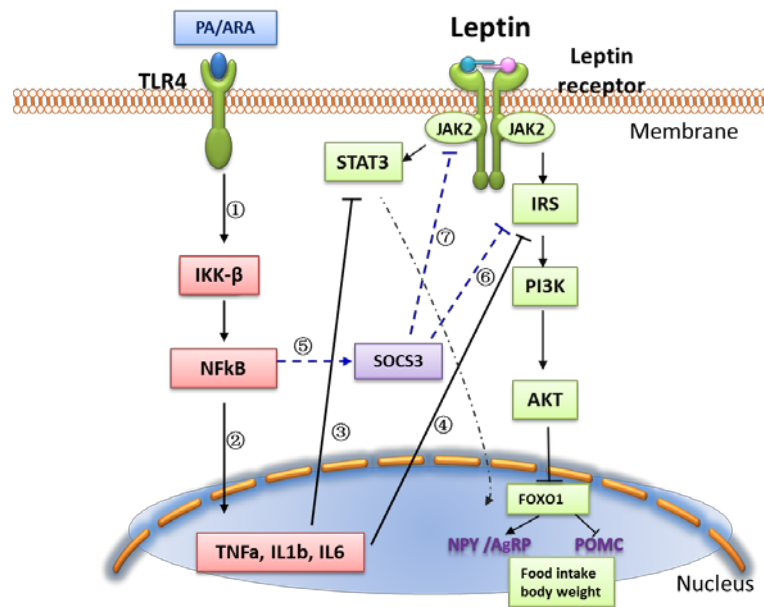 PA/ARA
Leptin
TLR4
Leptin
receptor
JAK2
JAK2
Membrane
STAT3
IRS
①
⑦
⑥
IKK-β
PI3K
⑤
NFkB
SOCS3
AKT
②
③
④
FOXO1
TNFa, IL1b, IL6
NPY /AgRP
POMC
Food intake
body weight
Nucleus